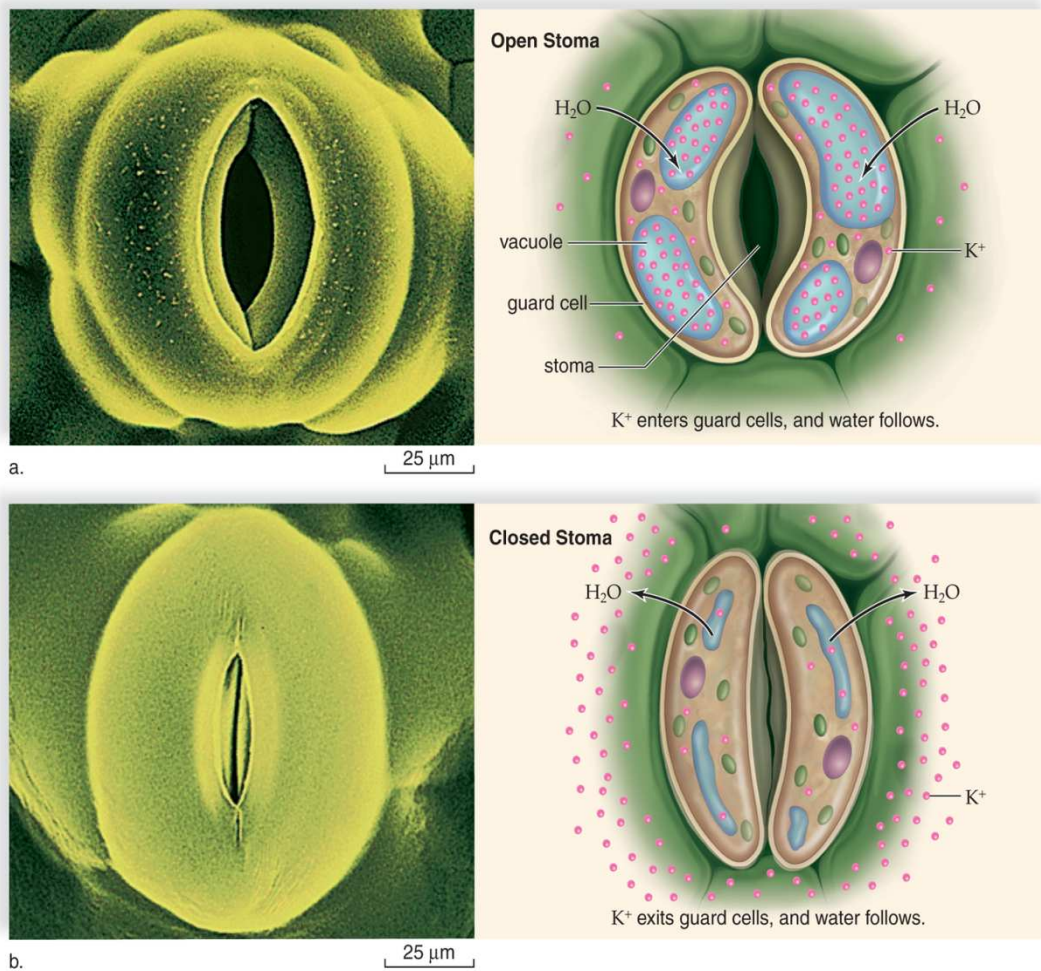 Open Stoma
H₂O
H₂O
vacuole
K⁺
guard cell
stoma
K⁺ enters guard cells, and water follows.
25 μm
a.
Closed Stoma
H₂O
H₂O
K⁺
K⁺ exits guard cells, and water follows.
25 μm
b.